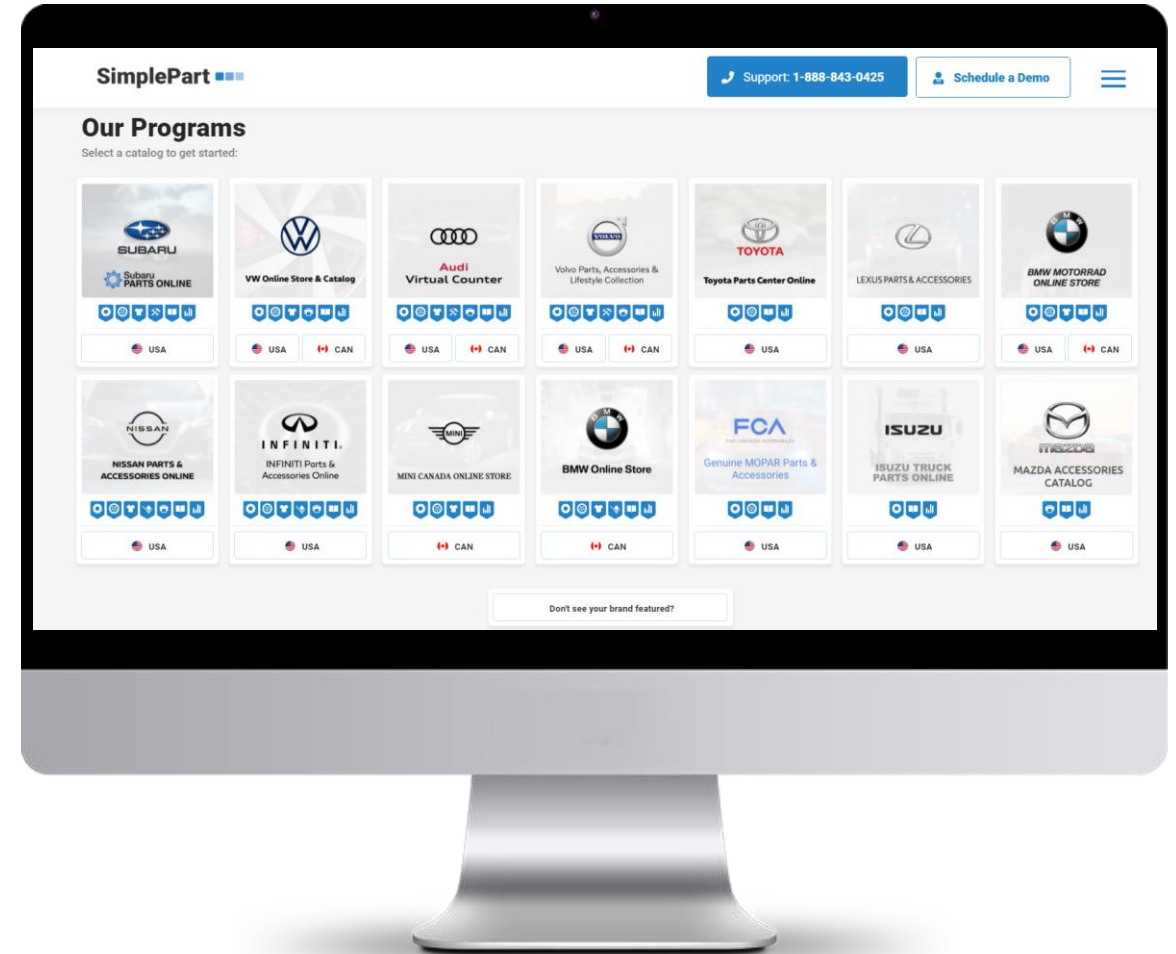 SimplePart
Support: 1-888-843-0425
Schedule a Demo
Our Programs
Select a catalog to get started:
SUBARU
Subaru
PARTS ONLINE
USA
VW Online Store & Catalog
USA CAN
Audi
Virtual Counter
USA CAN
VOLVO
Volvo Parts, Accessories &
Lifestyle Collection
USA CAN
TOYOTA
Toyota Parts Center Online
USA
LEXUS PARTS & ACCESSORIES
USA
BMW
BMW MOTORRAD
ONLINE STORE
USA CAN
NISSAN
NISSAN PARTS &
ACCESSORIES ONLINE
USA
INFINITI
INFINITI Parts &
Accessories Online
USA
MINI
MINI CANADA ONLINE STORE
CAN
BMW
BMW Online Store
CAN
FCA
Genuine MOPAR Parts &
Accessories
USA
ISUZU
ISUZU TRUCK
PARTS ONLINE
USA
mazda
MAZDA ACCESSORIES
CATALOG
USA
Don't see your brand featured?